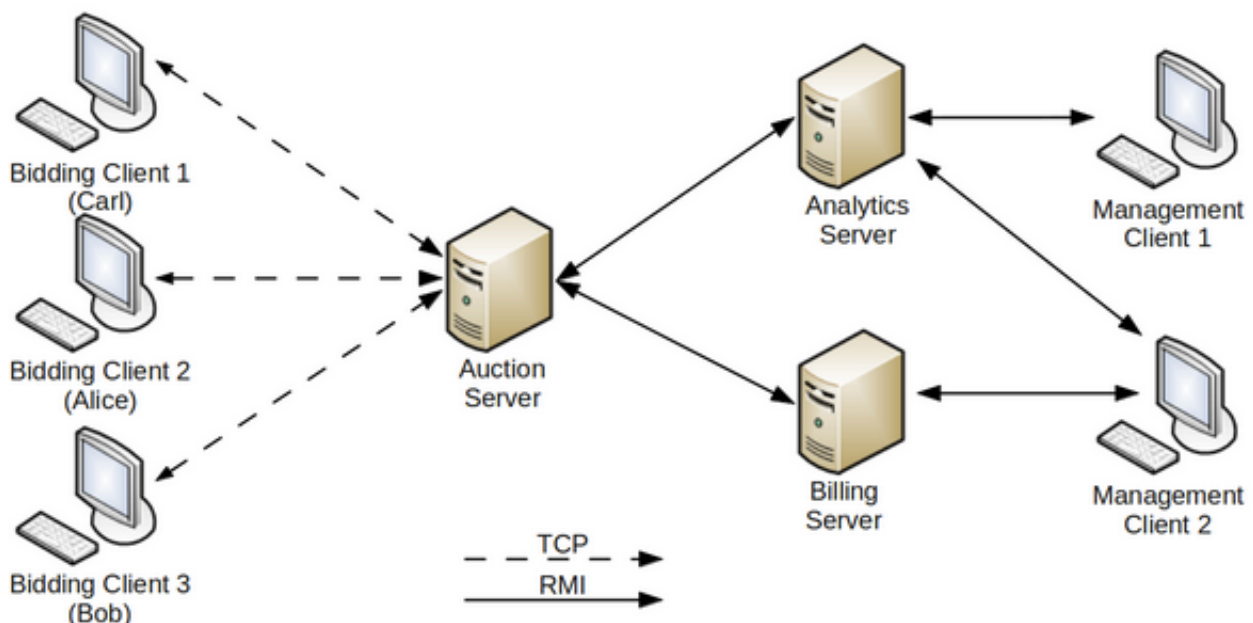 Bidding Client 1
(Carl)
Bidding Client 2
(Alice)
Bidding Client 3
(Bob)
Auction
Server
Analytics
Server
Billing
Server
Management
Client 1
Management
Client 2
TCP
RMI